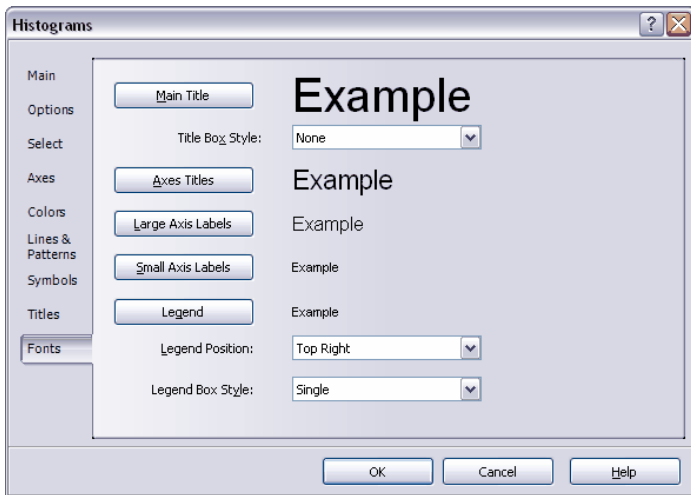 Histograms
Main
Options
Select
Axes
Colors
Lines &
Patterns
Symbols
Titles
Fonts
Main Title
Example
Title Box Style:
None
Axes Titles
Example
Large Axis Labels
Example
Small Axis Labels
Example
Legend
Example
Legend Position:
Top Right
Legend Box Style:
Single
OK
Cancel
Help